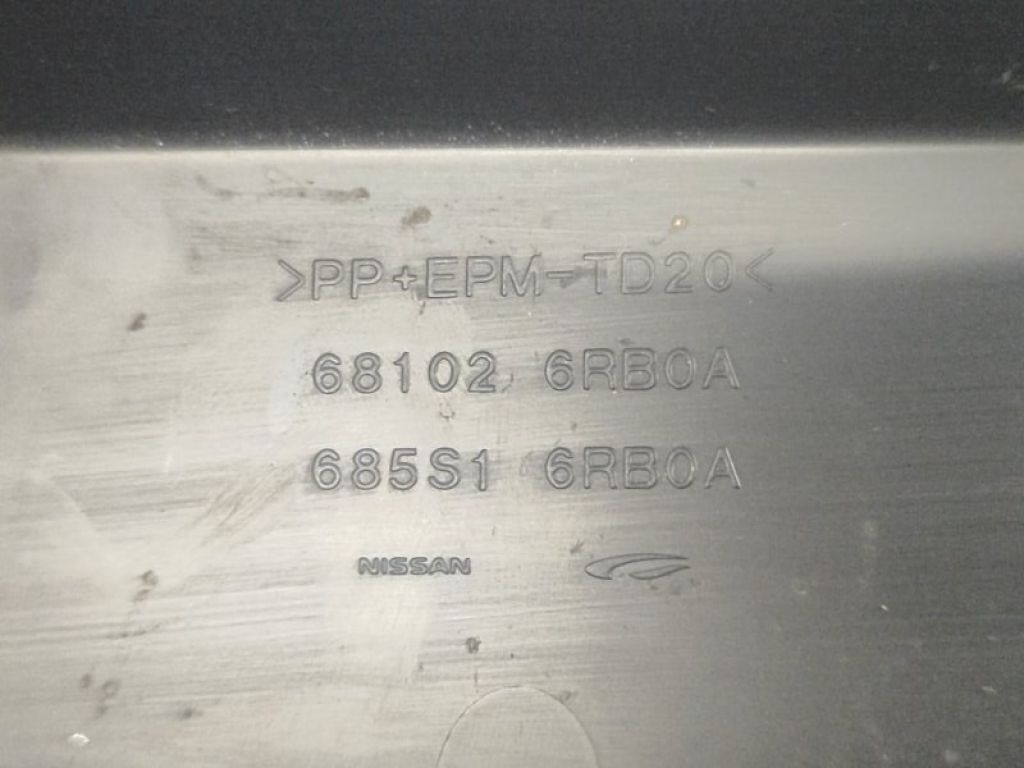 >PP+EPM-TD20<
68102 6RB0A
685S1 6RB0A
NISSAN